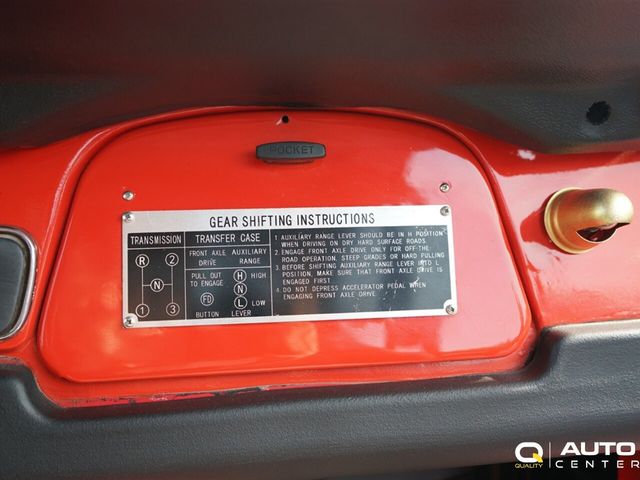 POCKET
GEAR SHIFTING INSTRUCTIONS
TRANSMISSION
R 2
N
1 3
TRANSFER CASE
FRONT AXLE DRIVE
AUXILIARY RANGE
PULL OUT TO ENGAGE
FD
BUTTON
H HIGH
N
L LOW
LEVER
1 AUXILIARY RANGE LEVER SHOULD BE IN H POSITION
WHEN DRIVING ON DRY HARD SURFACE ROADS.
2. ENGAGE FRONT AXLE DRIVE ONLY FOR OFF-THE
ROAD OPERATION, STEEP GRADES OR HARD PULLING
3. BEFORE SHIFTING AUXILIARY RANGE LEVER INTO L
POSITION, MAKE SURE THAT FRONT AXLE DRIVE IS
ENGAGED FIRST
4. DO NOT DEPRESS ACCELERATOR PEDAL WHEN
ENGAGING FRONT AXLE DRIVE
Q
QUALITY
AUTO
CENTER